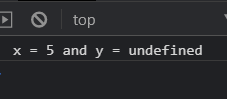 top
x = 5 and y = undefined